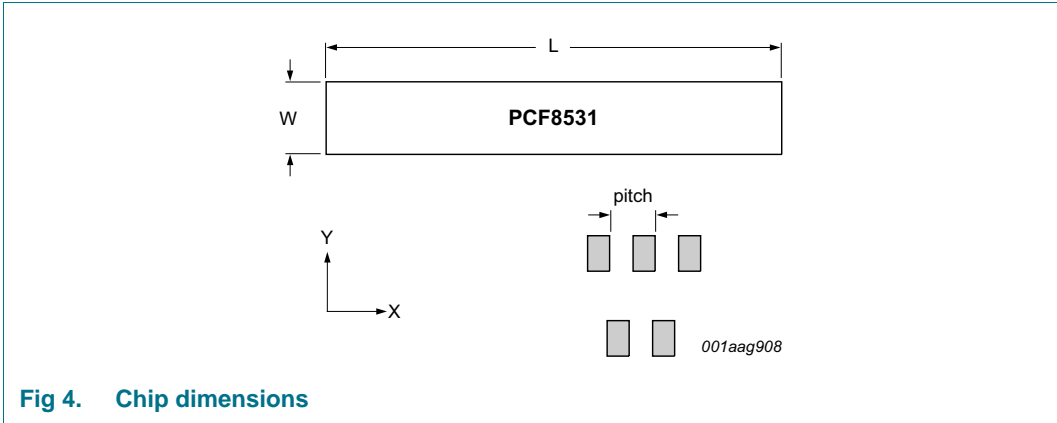 L
W
PCF8531
pitch
Y
X
001aag908
Fig 4. Chip dimensions